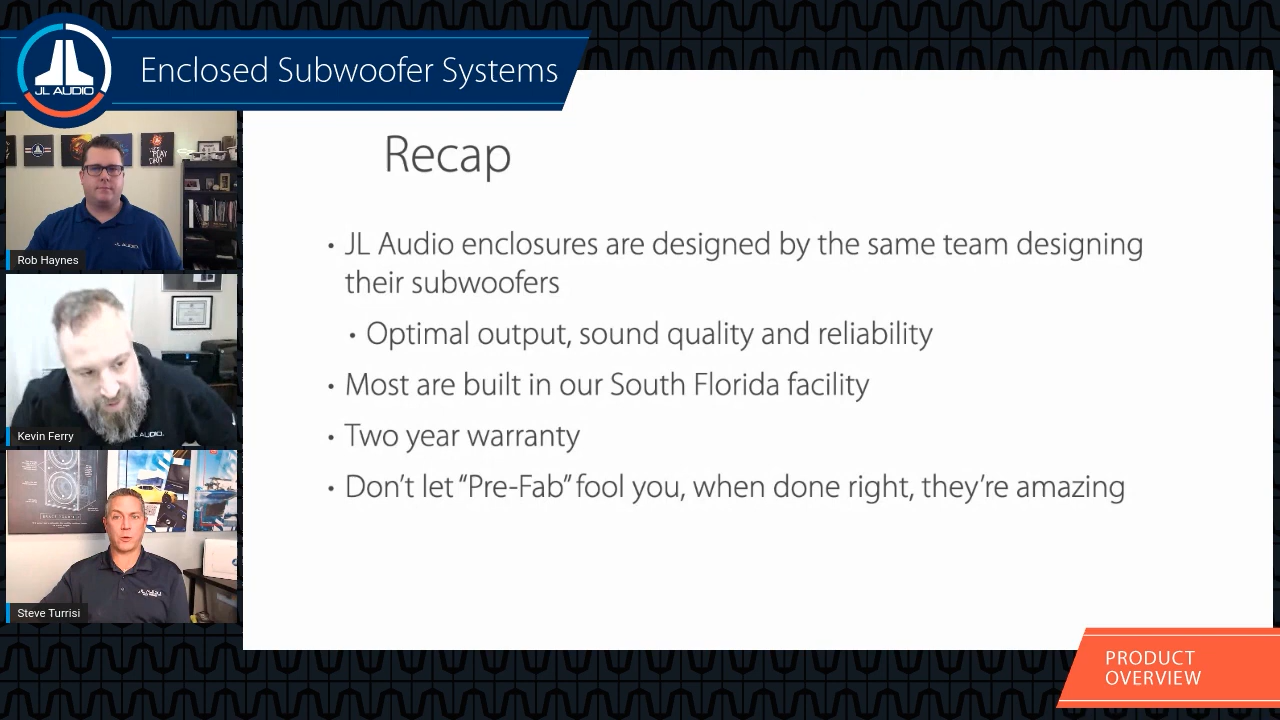 JL AUDIO
Enclosed Subwoofer Systems
Rob Haynes
Kevin Ferry
Steve Turrisi
Recap
• JL Audio enclosures are designed by the same team designing
their subwoofers
• Optimal output, sound quality and reliability
• Most are built in our South Florida facility
• Two year warranty
• Don't let “Pre-Fab” fool you, when done right, they're amazing
PRODUCT
OVERVIEW